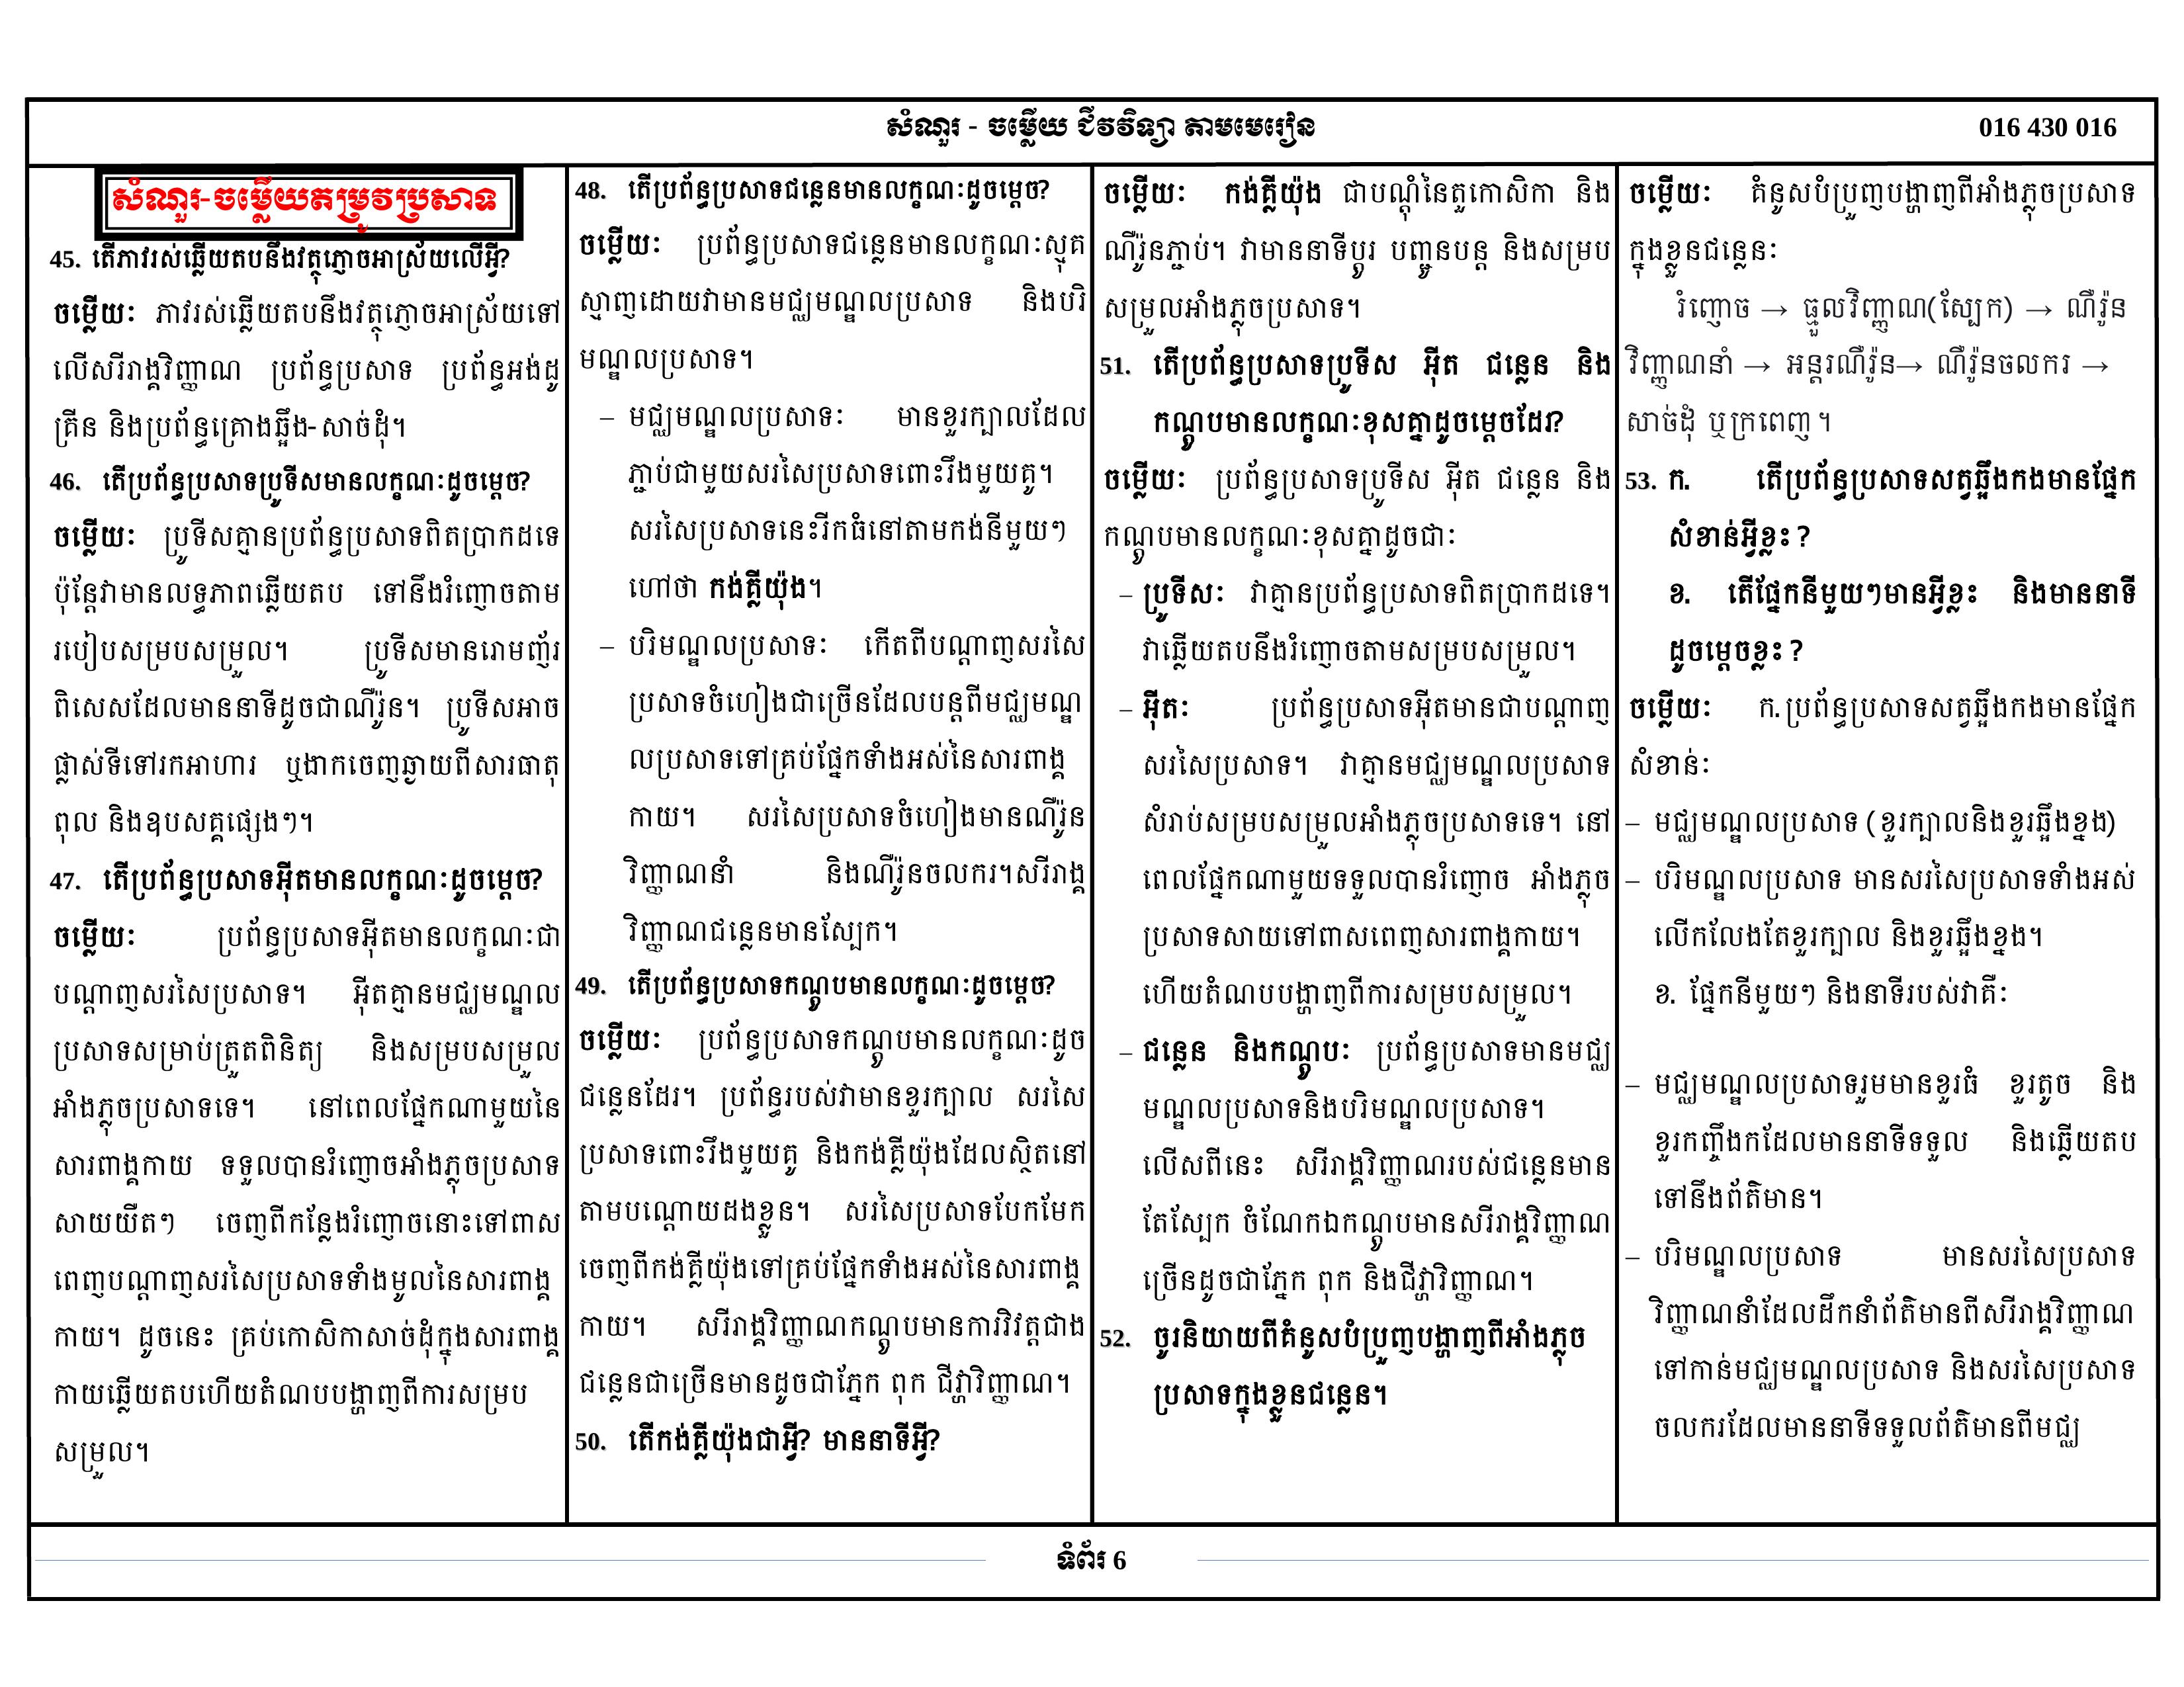 សំណួរ - ចម្លើយ ជីវវិទ្យា តាមមេរៀន
016 430 016
សំណួរ-ចម្លើយតម្រូវប្រសាទ
45. តើភាវរស់ឆ្លើយតបនឹងវត្ថុភ្ញោចអាស្រ័យលើអ្វី?
ចម្លើយៈ ភាវរស់ឆ្លើយតបនឹងវត្ថុភ្ញោចអាស្រ័យទៅ
លើសរីរាង្គវិញ្ញាណ ប្រព័ន្ធប្រសាទ ប្រព័ន្ធអង់ដូ
គ្រីន និងប្រព័ន្ធគ្រោងឆ្អឹង-សាច់ដុំ។
46. តើប្រព័ន្ធប្រសាទប្រូទីសមានលក្ខណៈដូចម្ដេច?
ចម្លើយៈ ប្រូទីសគ្មានប្រព័ន្ធប្រសាទពិតប្រាកដទេ
ប៉ុន្តែវាមានលទ្ធភាពឆ្លើយតប ទៅនឹងរំញោចតាម
របៀបសម្របសម្រួល។ ប្រូទីសមានរោមញ័រ
ពិសេសដែលមាននាទីដូចជាណឺរ៉ូន។ ប្រូទីសអាច
ផ្លាស់ទីទៅរកអាហារ ឬងាកចេញឆ្ងាយពីសារធាតុ
ពុល និងឧបសគ្គផ្សេងៗ។
47. តើប្រព័ន្ធប្រសាទអ៊ីតមានលក្ខណៈដូចម្ដេច?
ចម្លើយៈ ប្រព័ន្ធប្រសាទអ៊ីតមានលក្ខណៈជា
បណ្ដាញសរសៃប្រសាទ។ អ៊ីតគ្មានមជ្ឈមណ្ឌល
ប្រសាទសម្រាប់ត្រួតពិនិត្យ និងសម្របសម្រួល
អាំងភ្លុចប្រសាទទេ។ នៅពេលផ្នែកណាមួយនៃ
សារពាង្គកាយ ទទួលបានរំញោចអាំងភ្លុចប្រសាទ
សាយយឺតៗ ចេញពីកន្លែងរំញោចនោះទៅពាស
ពេញបណ្ដាញសរសៃប្រសាទទាំងមូលនៃសារពាង្គ
កាយ។ ដូចនេះ គ្រប់កោសិកាសាច់ដុំក្នុងសារពាង្គ
កាយឆ្លើយតបហើយតំណបបង្ហាញពីការសម្រប
សម្រួល។
48. តើប្រព័ន្ធប្រសាទជន្លេនមានលក្ខណៈដូចម្ដេច?
ចម្លើយៈ ប្រព័ន្ធប្រសាទជន្លេនមានលក្ខណៈស្មុគ
ស្មាញដោយវាមានមជ្ឈមណ្ឌលប្រសាទ និងបរិ
មណ្ឌលប្រសាទ។
– មជ្ឈមណ្ឌលប្រសាទៈ មានខួរក្បាលដែល
ភ្ជាប់ជាមួយសរសៃប្រសាទពោះរឹងមួយគូ។
សរសៃប្រសាទនេះរីកធំនៅតាមកង់នីមួយៗ
ហៅថា កង់គ្លីយ៉ុង។
– បរិមណ្ឌលប្រសាទៈ កើតពីបណ្ដាញសរសៃ
ប្រសាទចំហៀងជាច្រើនដែលបន្តពីមជ្ឈមណ្ឌ
លប្រសាទទៅគ្រប់ផ្នែកទាំងអស់នៃសារពាង្គ
កាយ។ សរសៃប្រសាទចំហៀងមានណឺរ៉ូន
វិញ្ញាណនាំ និងណឺរ៉ូនចលករ។សរីរាង្គ
វិញ្ញាណជន្លេនមានស្បែក។
49. តើប្រព័ន្ធប្រសាទកណ្ដូបមានលក្ខណៈដូចម្ដេច?
ចម្លើយៈ ប្រព័ន្ធប្រសាទកណ្ដូបមានលក្ខណៈដូច
ជន្លេនដែរ។ ប្រព័ន្ធរបស់វាមានខួរក្បាល សរសៃ
ប្រសាទពោះរឹងមួយគូ និងកង់គ្លីយ៉ុងដែលស្ថិតនៅ
តាមបណ្ដោយដងខ្លួន។ សរសៃប្រសាទបែកមែក
ចេញពីកង់គ្លីយ៉ុងទៅគ្រប់ផ្នែកទាំងអស់នៃសារពាង្គ
កាយ។ សរីរាង្គវិញ្ញាណកណ្ដូបមានការវិវត្តជាង
ជន្លេនជាច្រើនមានដូចជាភ្នែក ពុក ជីវ្ហាវិញ្ញាណ។
50. តើកង់គ្លីយ៉ុងជាអ្វី? មាននាទីអ្វី?
ចម្លើយៈ កង់គ្លីយ៉ុង ជាបណ្ដុំនៃតួកោសិកា និង
ណឺរ៉ូនភ្ជាប់។ វាមាននាទីប្ដូរ បញ្ជូនបន្ត និងសម្រប
សម្រួលអាំងភ្លុចប្រសាទ។
51. តើប្រព័ន្ធប្រសាទប្រូទីស អ៊ីត ជន្លេន និង
កណ្ដូបមានលក្ខណៈខុសគ្នាដូចម្ដេចដែរ?
ចម្លើយៈ ប្រព័ន្ធប្រសាទប្រូទីស អ៊ីត ជន្លេន និង
កណ្ដូបមានលក្ខណៈខុសគ្នាដូចជាៈ
– ប្រូទីសៈ វាគ្មានប្រព័ន្ធប្រសាទពិតប្រាកដទេ។
វាឆ្លើយតបនឹងរំញោចតាមសម្របសម្រួល។
– អ៊ីតៈ ប្រព័ន្ធប្រសាទអ៊ីតមានជាបណ្ដាញ
សរសៃប្រសាទ។ វាគ្មានមជ្ឈមណ្ឌលប្រសាទ
សំរាប់សម្របសម្រួលអាំងភ្លុចប្រសាទទេ។ នៅ
ពេលផ្នែកណាមួយទទួលបានរំញោច អាំងភ្លុច
ប្រសាទសាយទៅពាសពេញសារពាង្គកាយ។
ហើយតំណបបង្ហាញពីការសម្របសម្រួល។
– ជន្លេន និងកណ្ដូបៈ ប្រព័ន្ធប្រសាទមានមជ្ឈ
មណ្ឌលប្រសាទនិងបរិមណ្ឌលប្រសាទ។
លើសពីនេះ សរីរាង្គវិញ្ញាណរបស់ជន្លេនមាន
តែស្បែក ចំណែកឯកណ្ដូបមានសរីរាង្គវិញ្ញាណ
ច្រើនដូចជាភ្នែក ពុក និងជីវ្ហាវិញ្ញាណ។
52. ចូរនិយាយពីគំនូសបំប្រួញបង្ហាញពីអាំងភ្លុច
ប្រសាទក្នុងខ្លួនជន្លេន។
ចម្លើយៈ គំនូសបំប្រួញបង្ហាញពីអាំងភ្លុចប្រសាទ
ក្នុងខ្លួនជន្លេនៈ
រំញោច → ធ្មួលវិញ្ញាណ(ស្បែក) → ណឺរ៉ូន
វិញ្ញាណនាំ → អន្តរណឺរ៉ូន→ ណឺរ៉ូនចលករ →
សាច់ដុំ ឬក្រពេញ។
53. ក. តើប្រព័ន្ធប្រសាទសត្វឆ្អឹងកងមានផ្នែក
សំខាន់អ្វីខ្លះ ?
ខ. តើផ្នែកនីមួយៗមានអ្វីខ្លះ និងមាននាទី
ដូចម្ដេចខ្លះ ?
ចម្លើយៈ ក. ប្រព័ន្ធប្រសាទសត្វឆ្អឹងកងមានផ្នែក
សំខាន់ៈ
– មជ្ឈមណ្ឌលប្រសាទ (ខួរក្បាលនិងខួរឆ្អឹងខ្នង)
– បរិមណ្ឌលប្រសាទ មានសរសៃប្រសាទទាំងអស់
លើកលែងតែខួរក្បាល និងខួរឆ្អឹងខ្នង។
ខ. ផ្នែកនីមួយៗ និងនាទីរបស់វាគឺៈ
– មជ្ឈមណ្ឌលប្រសាទរួមមានខួរធំ ខួរតូច និង
ខួរកញ្ចឹងកដែលមាននាទីទទួល និងឆ្លើយតប
ទៅនឹងព័ត៌មាន។
– បរិមណ្ឌលប្រសាទ មានសរសៃប្រសាទ
វិញ្ញាណនាំដែលដឹកនាំព័ត៌មានពីសរីរាង្គវិញ្ញាណ
ទៅកាន់មជ្ឈមណ្ឌលប្រសាទ និងសរសៃប្រសាទ
ចលករដែលមាននាទីទទួលព័ត៌មានពីមជ្ឈ
ទំព័រ 6